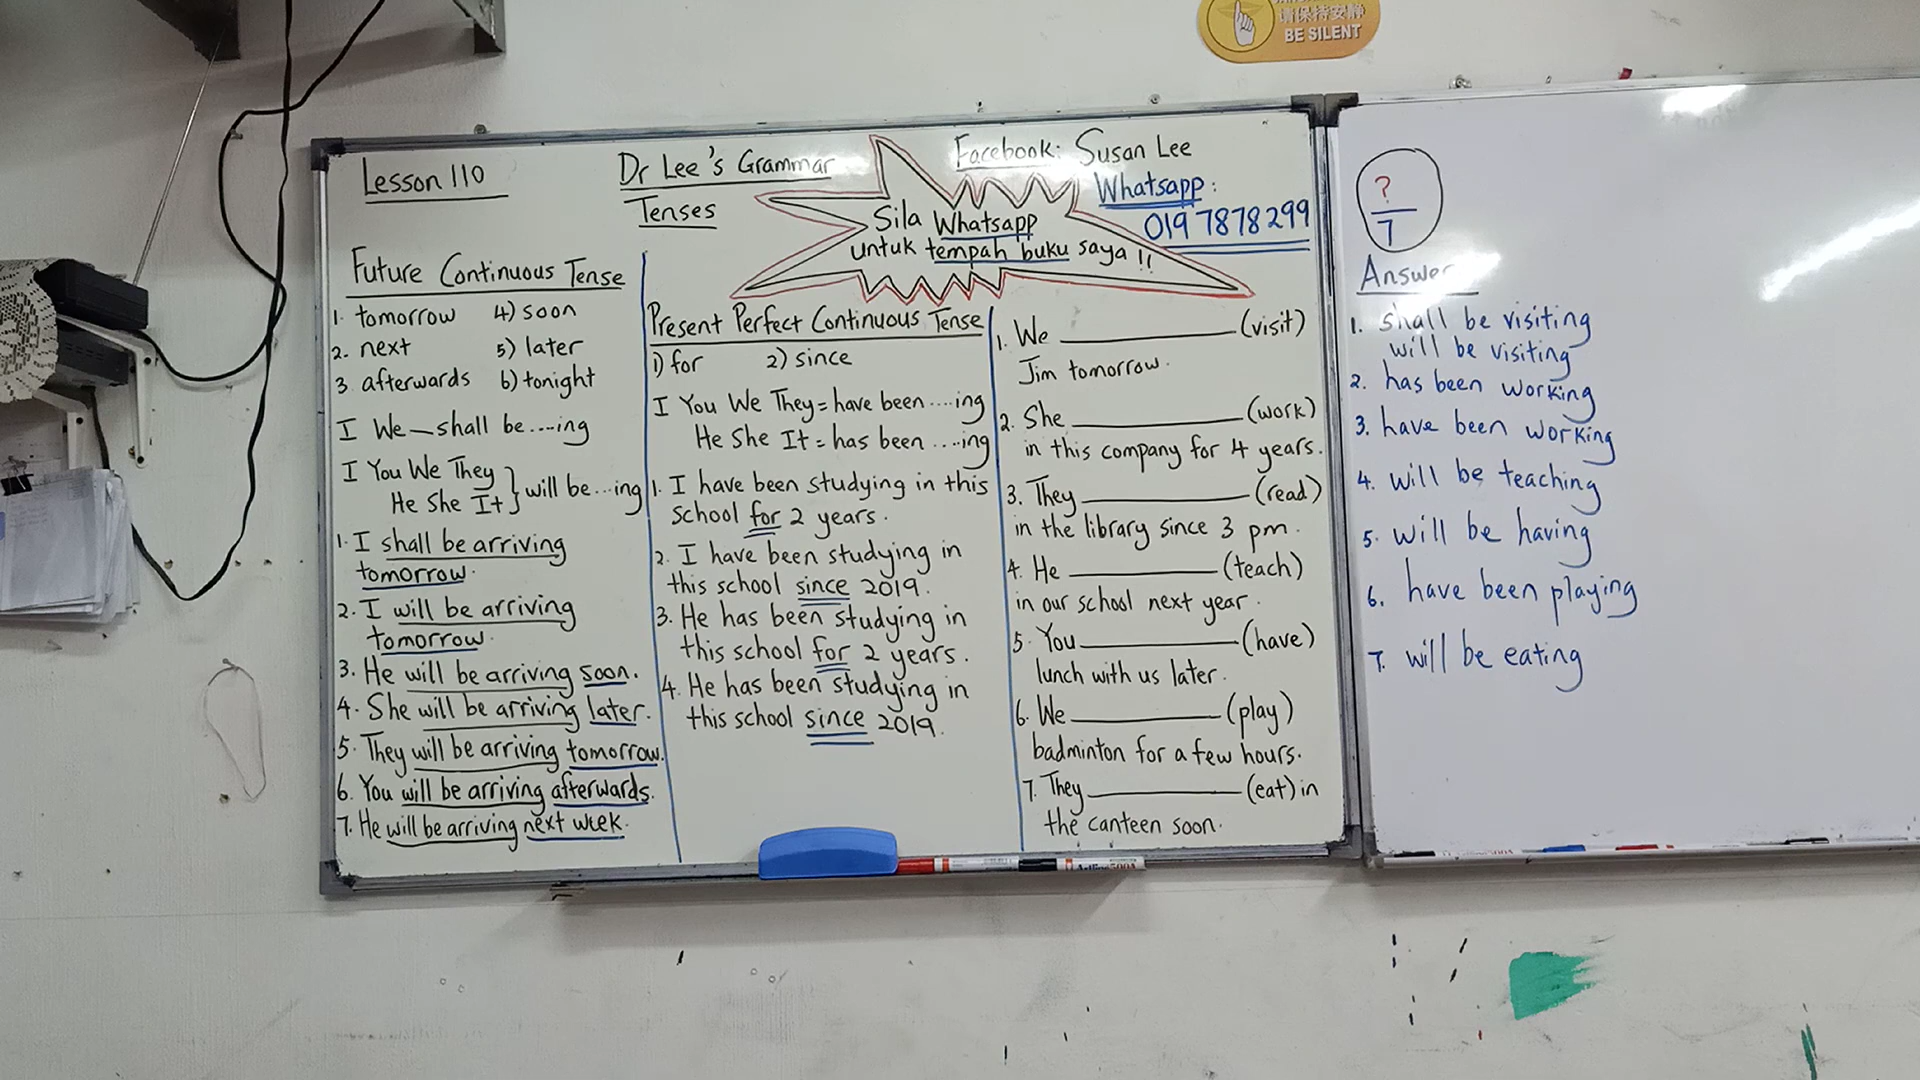 请保持安静
BE SILENT
Lesson 110
Dr Lee's Grammar
Tenses
Facebook: Susan Lee
Whatsapp:
019 7878299
Sila Whatsapp
untuk tempah buku saya !!
Future Continuous Tense
1. tomorrow 4) soon
2. next 5) later
3. afterwards 6) tonight
I We — shall be ....ing
I You We They
He She It } will be ...ing
1. I shall be arriving
tomorrow.
2. I will be arriving
tomorrow.
3. He will be arriving soon.
4. She will be arriving later.
5. They will be arriving tomorrow.
6. You will be arriving afterwards.
7. He will be arriving next week.
Present Perfect Continuous Tense
1) for 2) since
I You We They = have been ....ing
He She It = has been ....ing
1. I have been studying in this
school for 2 years.
2. I have been studying in
this school since 2019.
3. He has been studying in
this school for 2 years.
4. He has been studying in
this school since 2019.
1. We ____________ (visit)
Jim tomorrow.
2. She ____________ (work)
in this company for 4 years.
3. They ____________ (read)
in the library since 3 pm.
4. He ____________ (teach)
in our school next year.
5. You ____________ (have)
lunch with us later.
6. We ____________ (play)
badminton for a few hours.
7. They ____________ (eat) in
the canteen soon.
?
7
Answer
1. shall be visiting
will be visiting
2. has been working
3. have been working
4. will be teaching
5. will be having
6. have been playing
7. will be eating